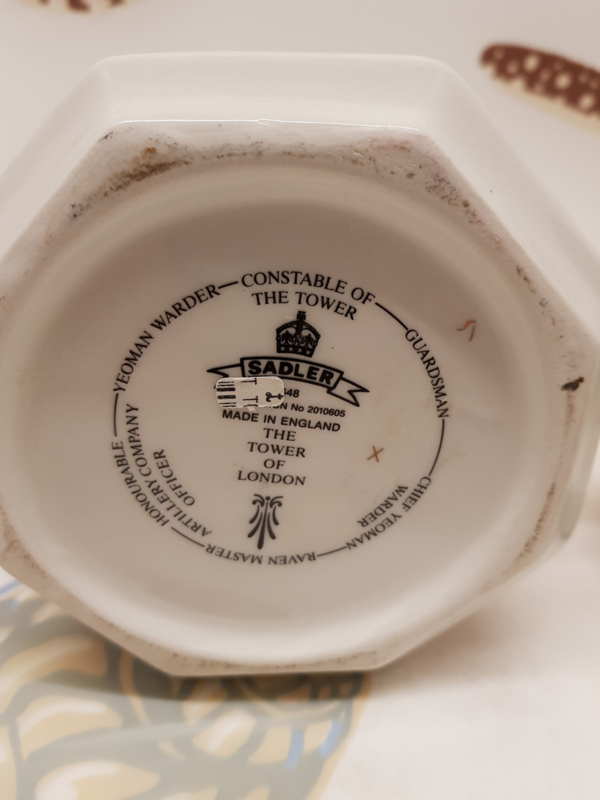 CONSTABLE OF
THE TOWER
GUARDSMAN
CHIEF YEOMAN
WARDER
RAVEN MASTER
HONOURABLE
ARTILLERY COMPANY
OFFICER
YEOMAN WARDER
SADLER
48
No 2010605
MADE IN ENGLAND
THE
TOWER
OF
LONDON